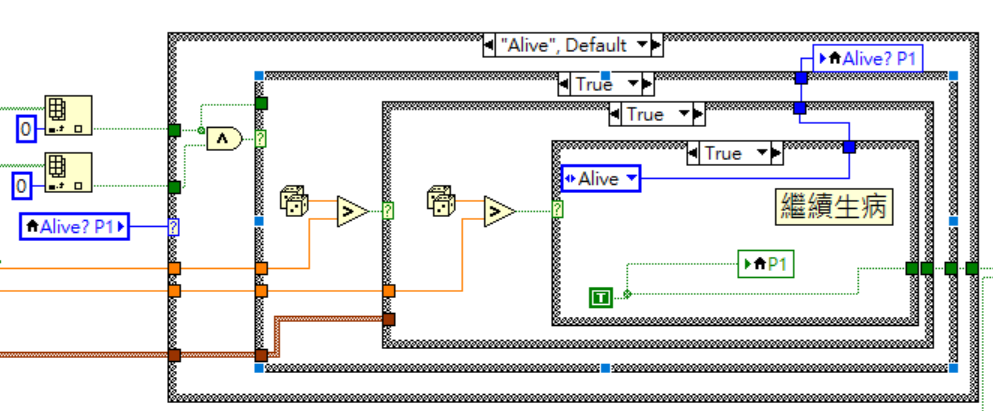 "Alive", Default
Alive? P1
True
True
True
0
Alive
0
繼續生病
Alive? P1
P1
T